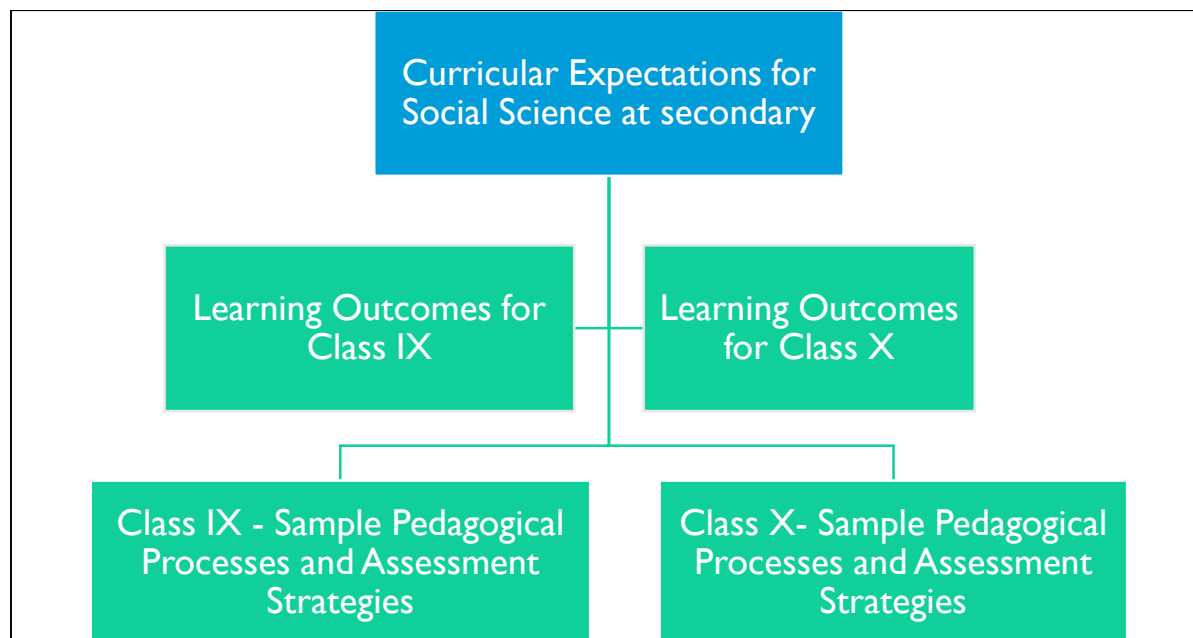 Curricular Expectations for
Social Science at secondary
Learning Outcomes for
Class IX
Learning Outcomes
for Class X
Class IX - Sample Pedagogical
Processes and Assessment
Strategies
Class X- Sample Pedagogical
Processes and Assessment
Strategies